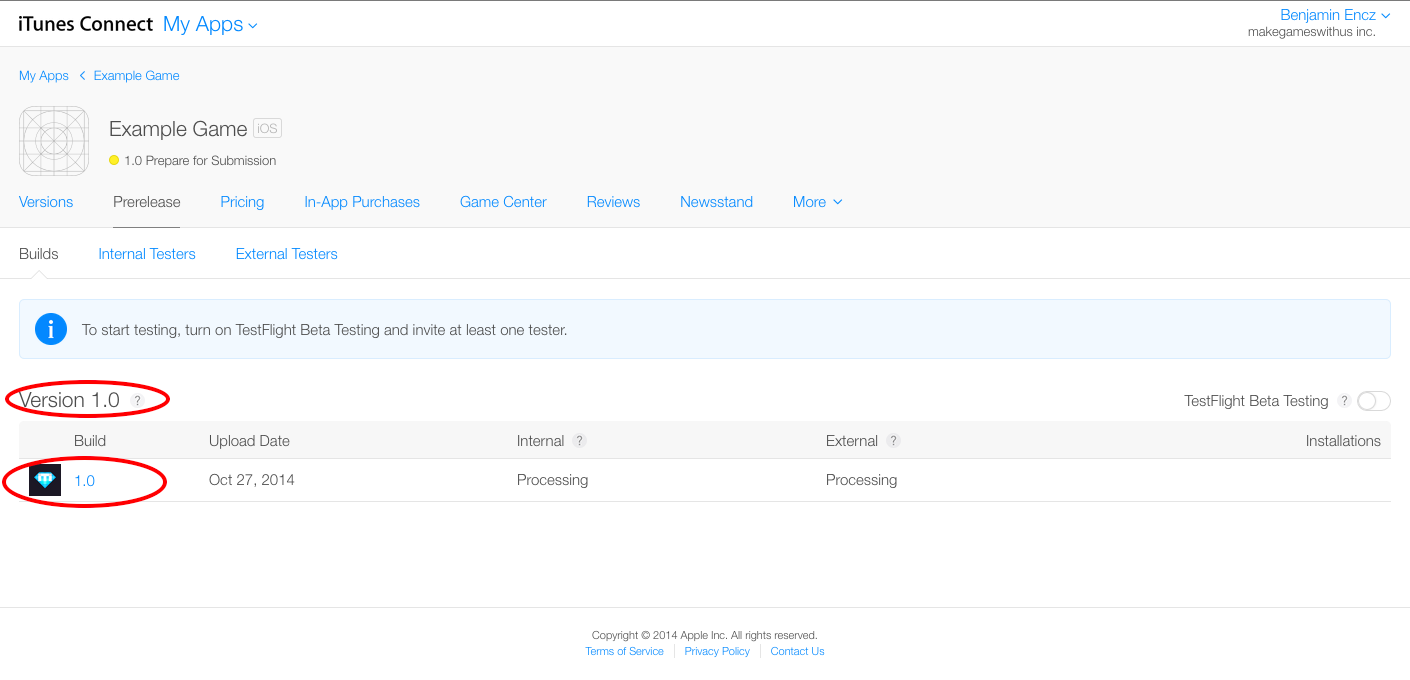 iTunes Connect My Apps
Benjamin Encz
makegameswithus inc.
My Apps Example Game
Example Game iOS
1.0 Prepare for Submission
Versions Prerelease Pricing In-App Purchases Game Center Reviews Newsstand More
Builds Internal Testers External Testers
i To start testing, turn on TestFlight Beta Testing and invite at least one tester.
Version 1.0 ? TestFlight Beta Testing ?
Build Upload Date Internal ? External ? Installations
1.0 Oct 27, 2014 Processing Processing
Copyright © 2014 Apple Inc. All rights reserved.
Terms of Service Privacy Policy Contact Us